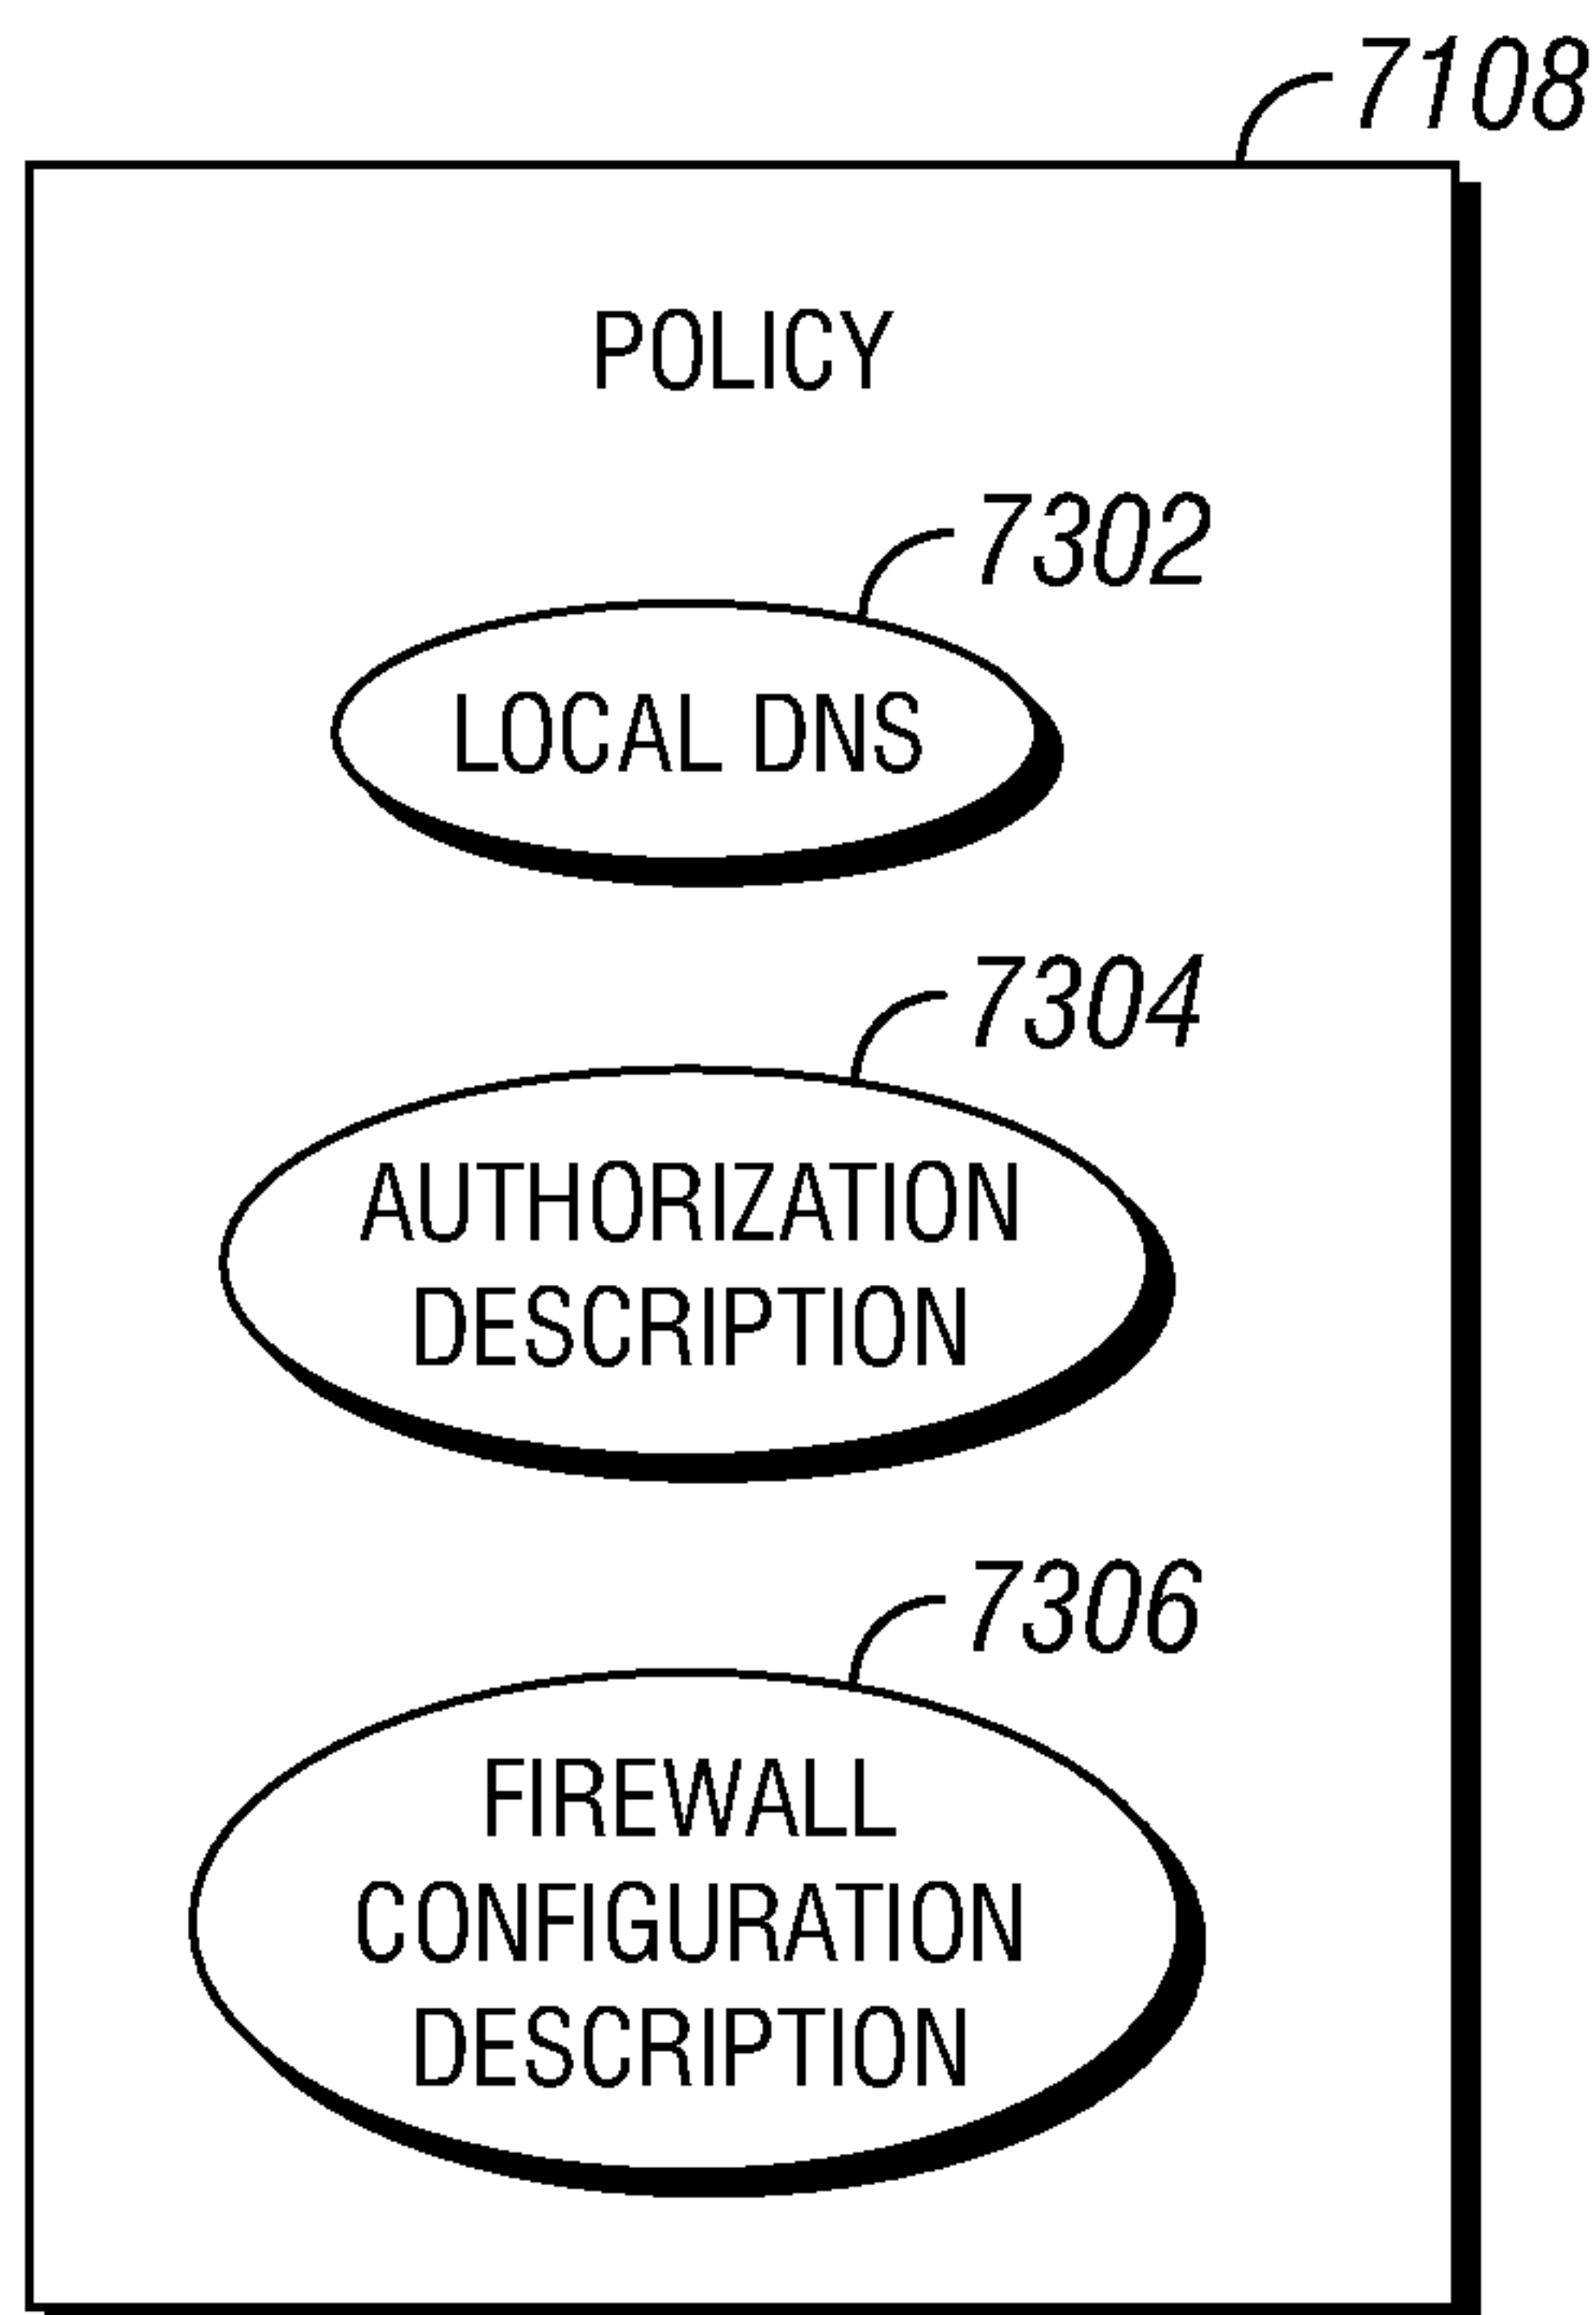 7108
POLICY
7302
LOCAL DNS
7304
AUTHORIZATION
DESCRIPTION
7306
FIREWALL
CONFIGURATION
DESCRIPTION